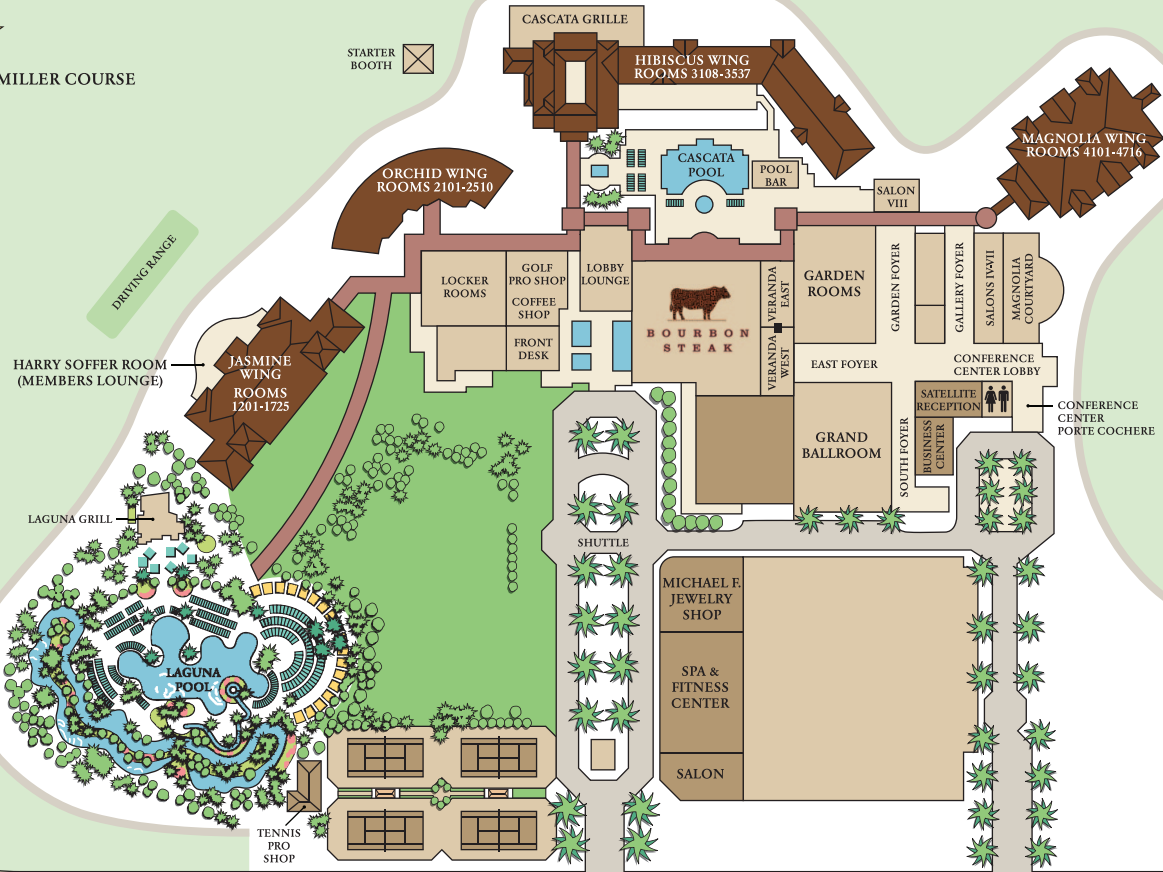 CASCATA GRILLE
STARTER
BOOTH
MILLER COURSE
HIBISCUS WING
ROOMS 3108-3537
MAGNOLIA WING
ROOMS 4101-4716
ORCHID WING
ROOMS 2101-2510
CASCATA
POOL
POOL
BAR
SALON
VIII
DRIVING RANGE
LOCKER
ROOMS
GOLF
PRO SHOP
COFFEE
SHOP
FRONT
DESK
LOBBY
LOUNGE
BOURBON
STEAK
VERANDA
EAST
VERANDA
WEST
GARDEN
ROOMS
GARDEN FOYER
GALLERY FOYER
SALONS IV-VII
MAGNOLIA
COURTYARD
HARRY SOFFER ROOM
(MEMBERS LOUNGE)
JASMINE
WING
ROOMS
1201-1725
EAST FOYER
CONFERENCE
CENTER LOBBY
SATELLITE
RECEPTION
CONFERENCE
CENTER
PORTE COCHERE
GRAND
BALLROOM
SOUTH FOYER
BUSINESS
CENTER
LAGUNA GRILL
SHUTTLE
MICHAEL F.
JEWELRY
SHOP
SPA &
FITNESS
CENTER
SALON
LAGUNA
POOL
TENNIS
PRO
SHOP